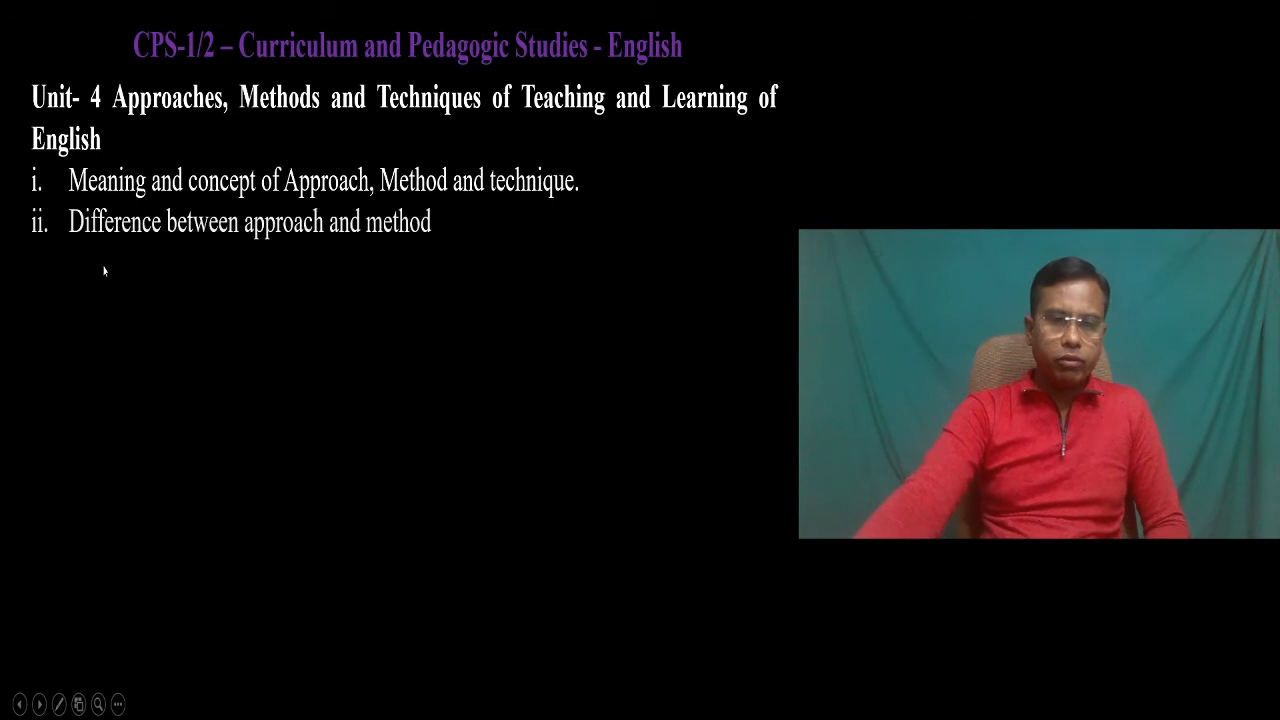 CPS-1/2 – Curriculum and Pedagogic Studies - English
Unit- 4 Approaches, Methods and Techniques of Teaching and Learning of
English
i. Meaning and concept of Approach, Method and technique.
ii. Difference between approach and method